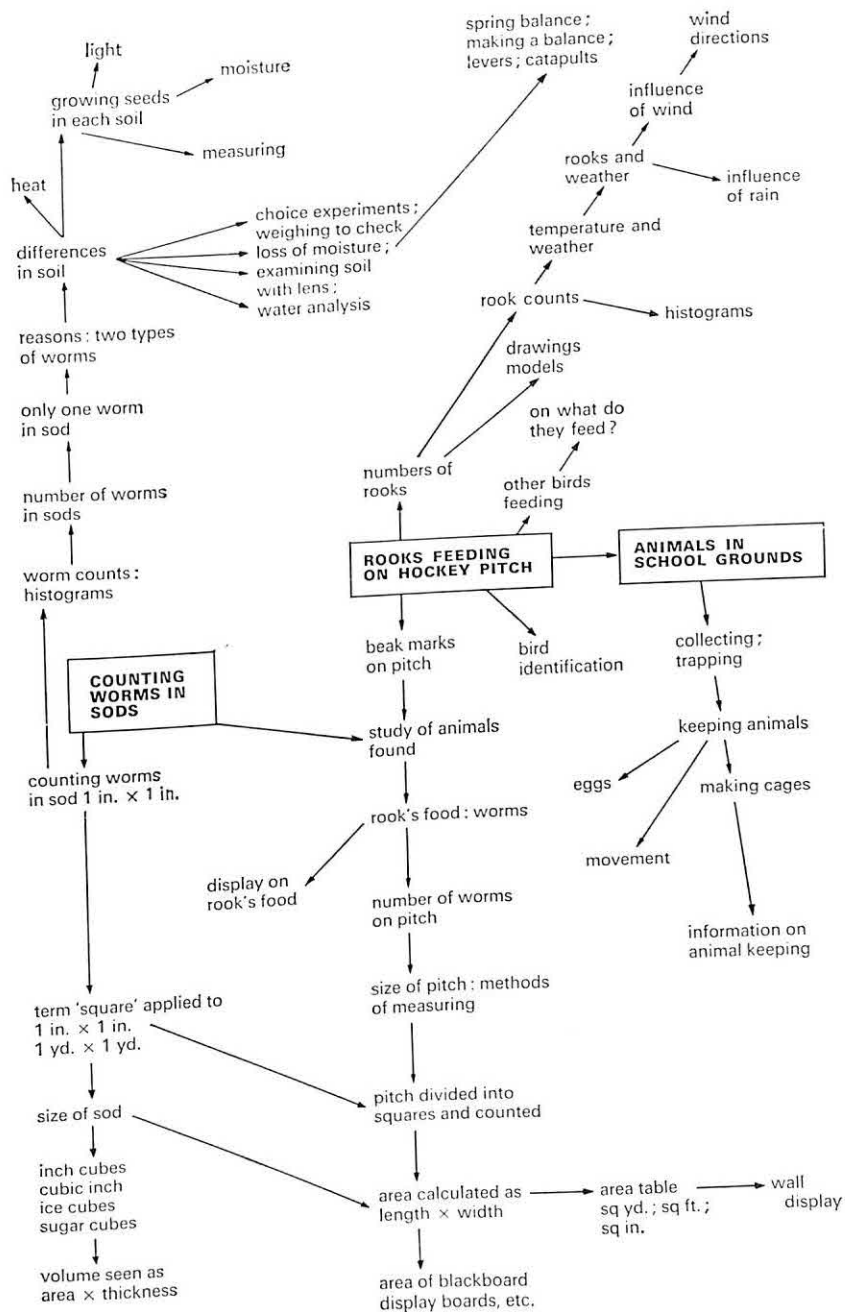 light
moisture
growing seeds
in each soil
measuring
heat
differences
in soil
choice experiments;
weighing to check
loss of moisture;
examining soil
with lens;
water analysis
spring balance;
making a balance;
levers; catapults
wind
directions
influence
of wind
rooks and
weather
influence
of rain
temperature and
weather
rook counts
histograms
drawings
models
on what do
they feed?
numbers of
rooks
other birds
feeding
reasons: two types
of worms
only one worm
in sod
number of worms
in sods
worm counts:
histograms
ROOKS FEEDING
ON HOCKEY PITCH
ANIMALS IN
SCHOOL GROUNDS
beak marks
on pitch
bird
identification
collecting;
trapping
COUNTING
WORMS IN
SODS
study of animals
found
keeping animals
counting worms
in sod 1 in. × 1 in.
eggs
making cages
rook's food: worms
movement
display on
rook's food
number of worms
on pitch
information on
animal keeping
size of pitch: methods
of measuring
term 'square' applied to
1 in. × 1 in.
1 yd. × 1 yd.
pitch divided into
squares and counted
size of sod
inch cubes
cubic inch
ice cubes
sugar cubes
area calculated as
length × width
area table
sq yd.; sq ft.;
sq in.
wall
display
volume seen as
area × thickness
area of blackboard
display boards, etc.